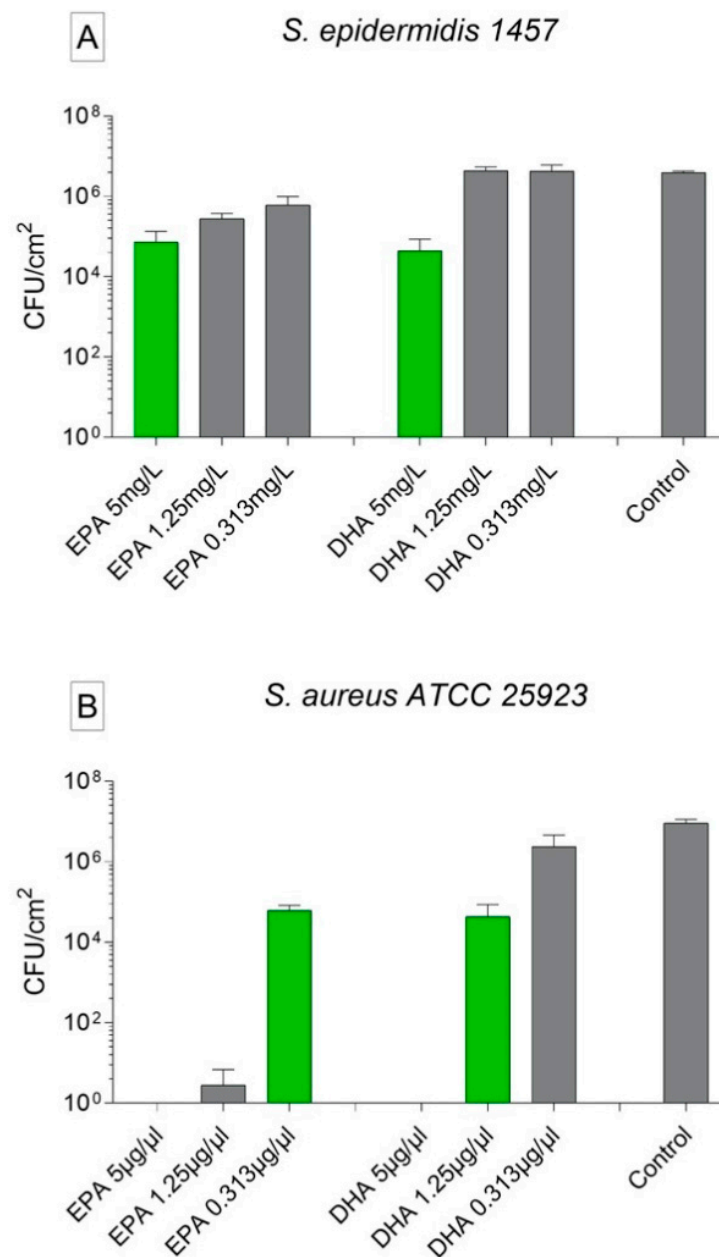 A
S. epidermidis 1457
CFU/cm²
10⁸
10⁶
10⁴
10²
10⁰
EPA 5mg/L
EPA 1.25mg/L
EPA 0.313mg/L
DHA 5mg/L
DHA 1.25mg/L
DHA 0.313mg/L
Control
B
S. aureus ATCC 25923
CFU/cm²
10⁸
10⁶
10⁴
10²
10⁰
EPA 5µg/µl
EPA 1.25µg/µl
EPA 0.313µg/µl
DHA 5µg/µl
DHA 1.25µg/µl
DHA 0.313µg/µl
Control